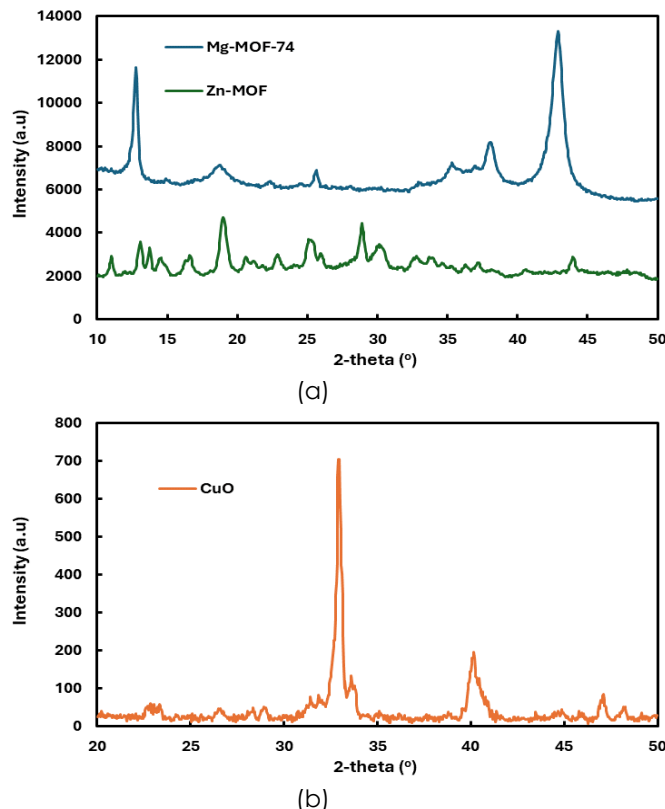 14000
12000
10000
8000
6000
4000
2000
0
Intensity (a.u)
Mg-MOF-74
Zn-MOF
10 15 20 25 30 35 40 45 50
2-theta (º)
(a)
800
700
600
500
400
300
200
100
0
Intensity (a.u)
CuO
20 25 30 35 40 45 50
2-theta (º)
(b)